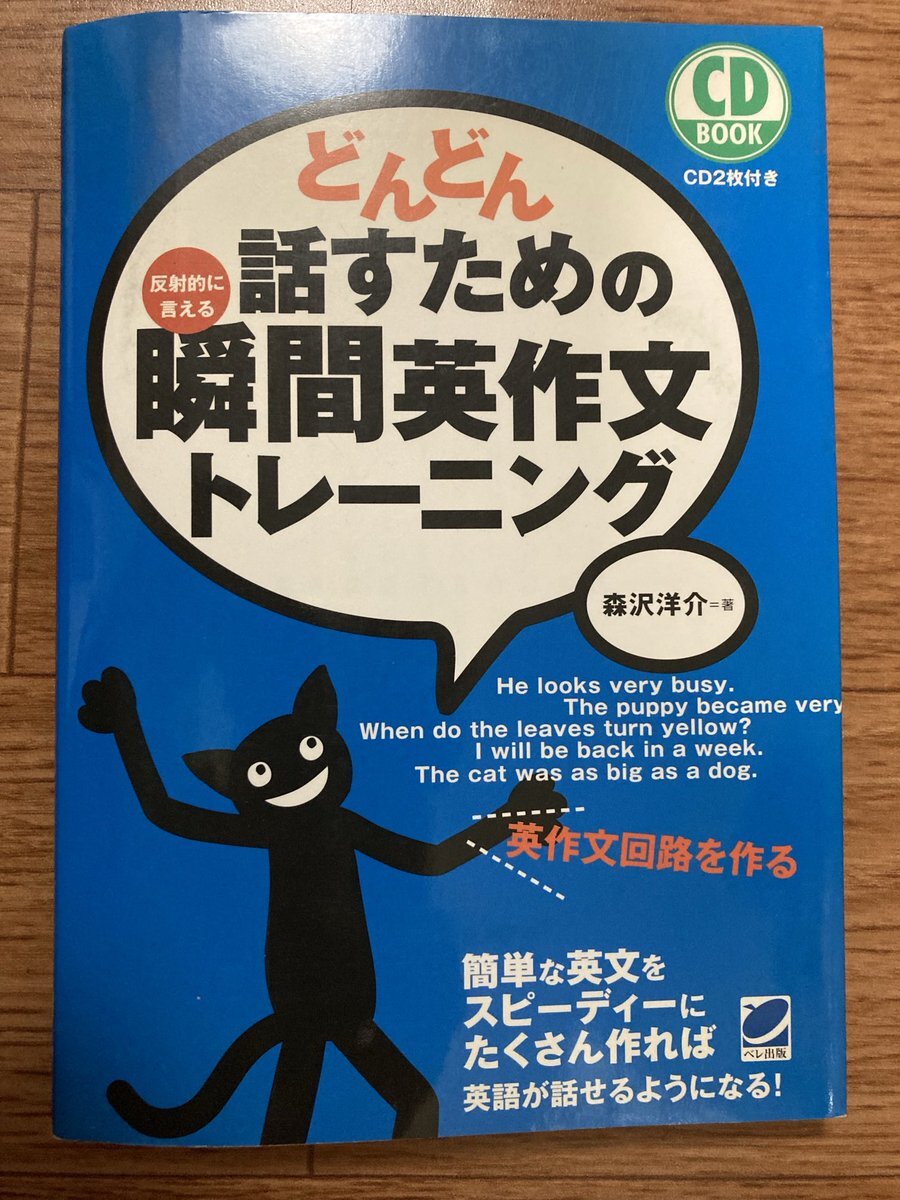 CD
BOOK
CD2枚付き
どんどん
反射的に
言える
話すための
瞬間英作文
トレーニング
森沢洋介=著
He looks very busy.
The puppy became very
When do the leaves turn yellow?
I will be back in a week.
The cat was as big as a dog.
英作文回路を作る
簡単な英文を
スピーディーに
たくさん作れば
英語が話せるようになる!
ベレ出版